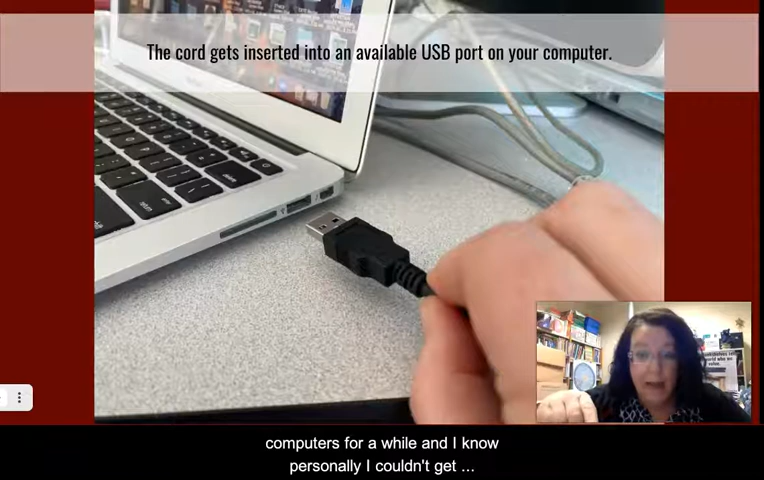 The cord gets inserted into an available USB port on your computer.
computers for a while and I know
personally I couldn't get ...